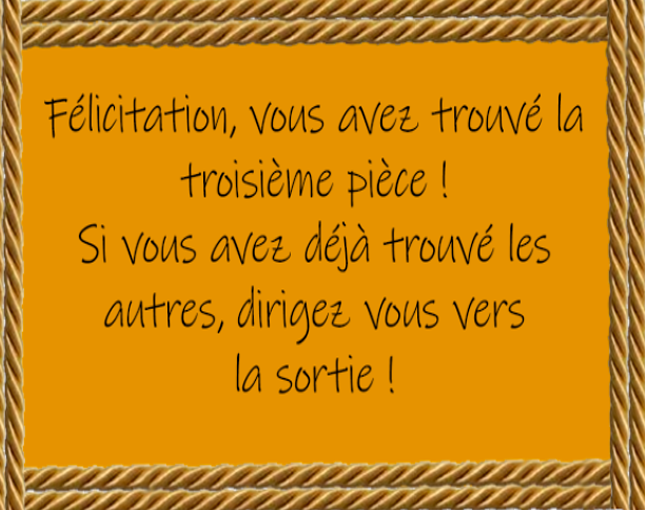 Félicitation, vous avez trouvé la
troisième pièce !
Si vous avez déjà trouvé les
autres, dirigez vous vers
la sortie !